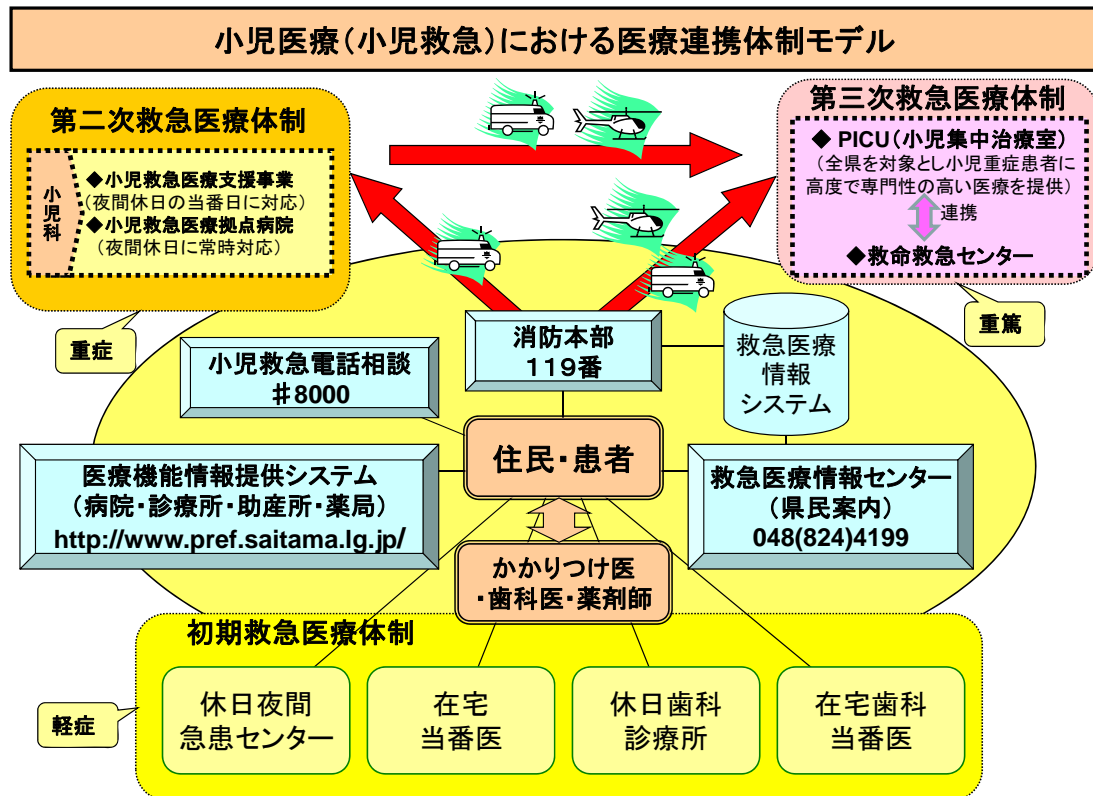 小児医療(小児救急)における医療連携体制モデル
第二次救急医療体制
小児科
◆小児救急医療支援事業
(夜間休日の当番日に対応)
◆小児救急医療拠点病院
(夜間休日に常時対応)
重症
第三次救急医療体制
◆ PICU(小児集中治療室)
(全県を対象とし小児重症患者に
高度で専門性の高い医療を提供)
連携
◆救命救急センター
重篤
消防本部
119番
救急医療
情報
システム
小児救急電話相談
♯8000
住民・患者
医療機能情報提供システム
(病院・診療所・助産所・薬局)
http://www.pref.saitama.lg.jp/
救急医療情報センター
(県民案内)
048(824)4199
かかりつけ医
・歯科医・薬剤師
初期救急医療体制
軽症
休日夜間
急患センター
在宅
当番医
休日歯科
診療所
在宅歯科
当番医